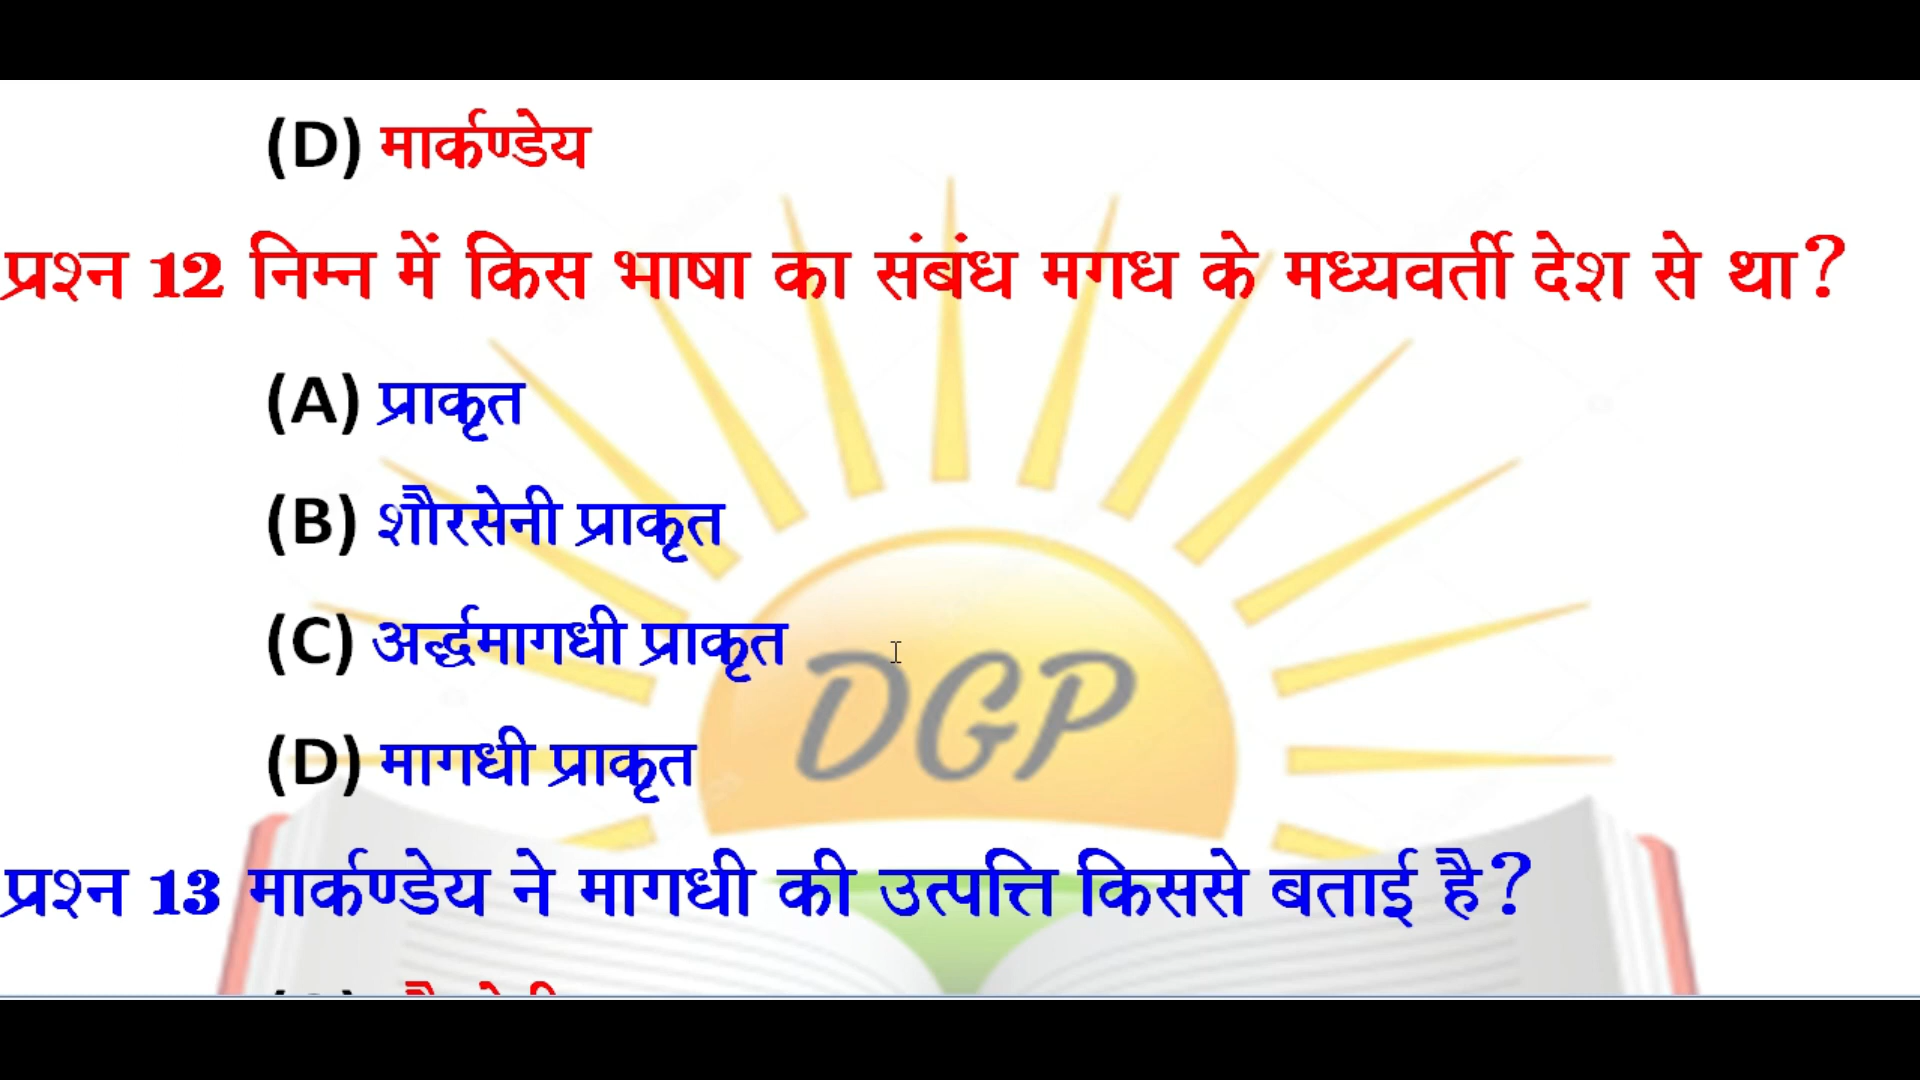 (D) मार्कण्डेय
प्रश्न 12 निम्न में किस भाषा का संबंध मगध के मध्यवर्ती देश से था?
(A) प्राकृत
(B) शौरसेनी प्राकृत
(C) अर्द्धमागधी प्राकृत
DGP
(D) मागधी प्राकृत
प्रश्न 13 मार्कण्डेय ने मागधी की उत्पत्ति किससे बताई है?